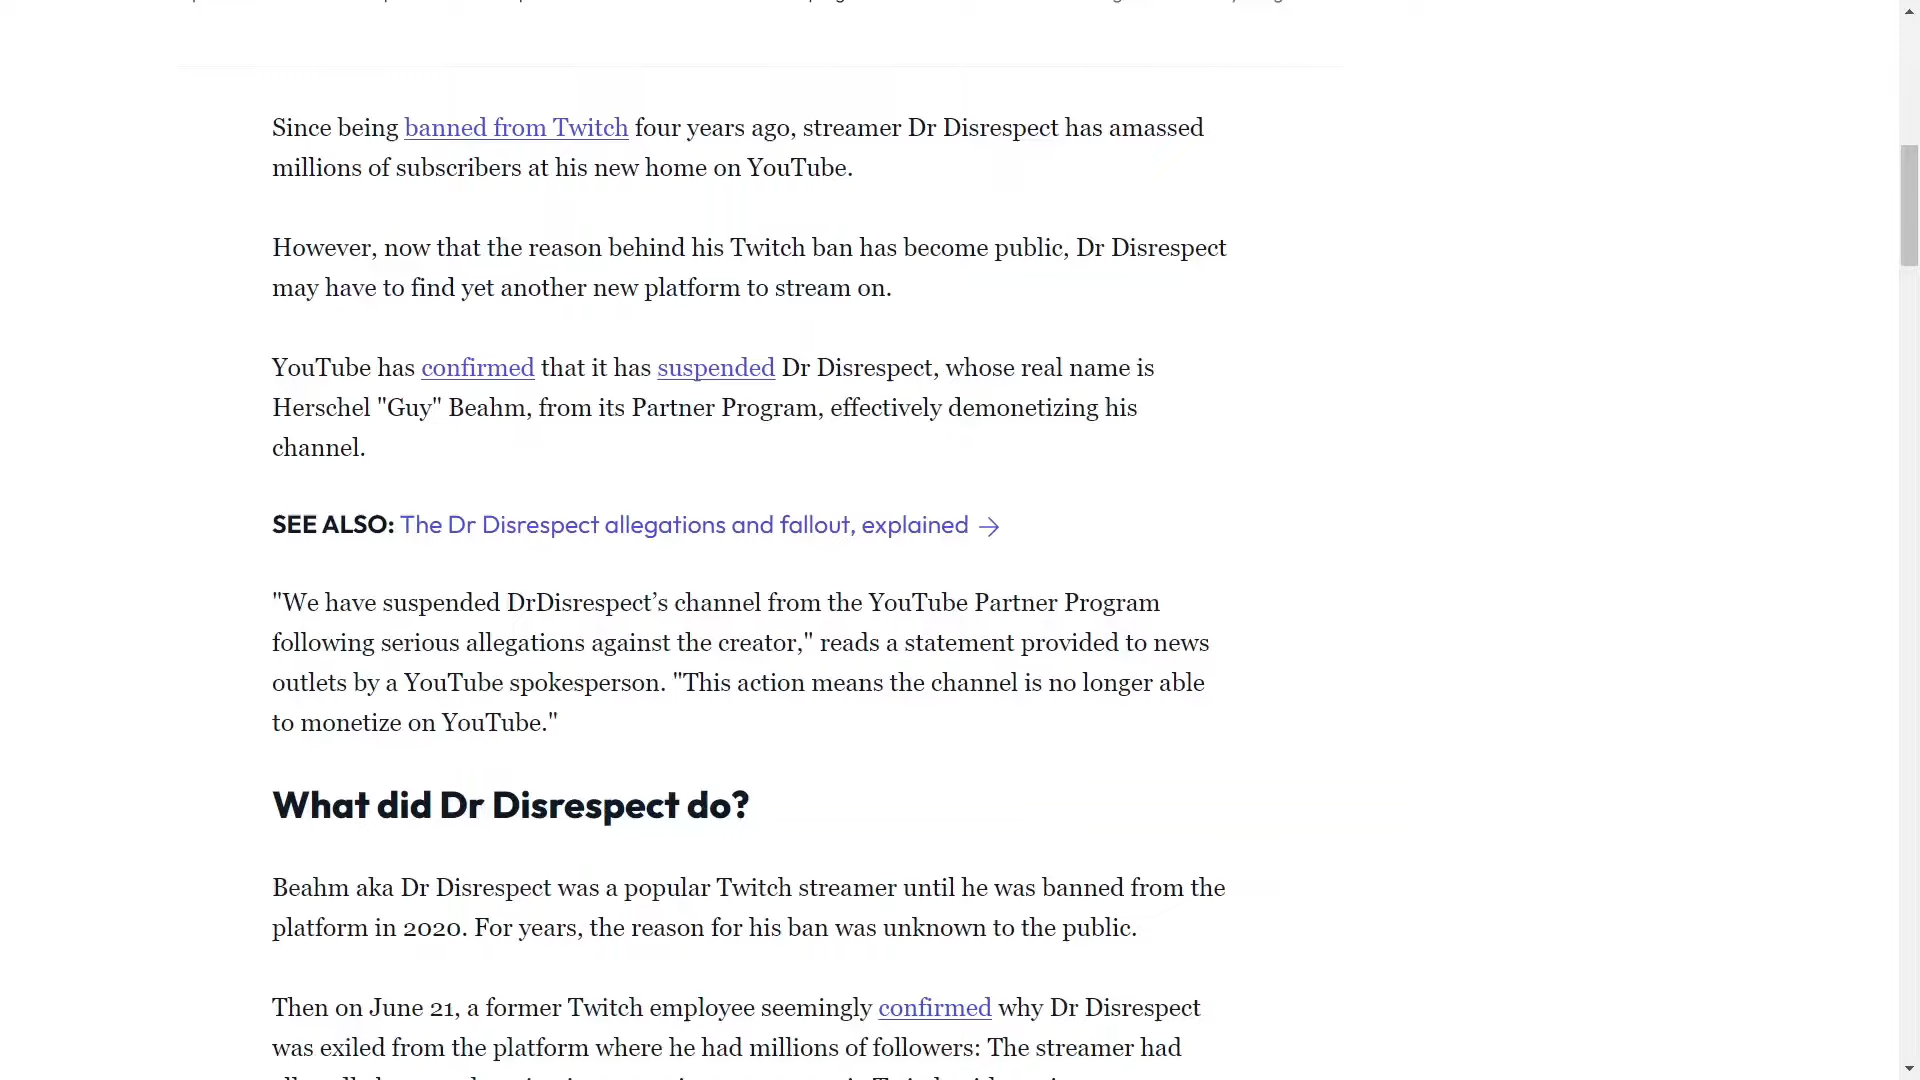 Since being banned from Twitch four years ago, streamer Dr Disrespect has amassed
millions of subscribers at his new home on YouTube.
However, now that the reason behind his Twitch ban has become public, Dr Disrespect
may have to find yet another new platform to stream on.
YouTube has confirmed that it has suspended Dr Disrespect, whose real name is
Herschel "Guy" Beahm, from its Partner Program, effectively demonetizing his
channel.
SEE ALSO: The Dr Disrespect allegations and fallout, explained →
"We have suspended DrDisrespect’s channel from the YouTube Partner Program
following serious allegations against the creator," reads a statement provided to news
outlets by a YouTube spokesperson. "This action means the channel is no longer able
to monetize on YouTube."
What did Dr Disrespect do?
Beahm aka Dr Disrespect was a popular Twitch streamer until he was banned from the
platform in 2020. For years, the reason for his ban was unknown to the public.
Then on June 21, a former Twitch employee seemingly confirmed why Dr Disrespect
was exiled from the platform where he had millions of followers: The streamer had